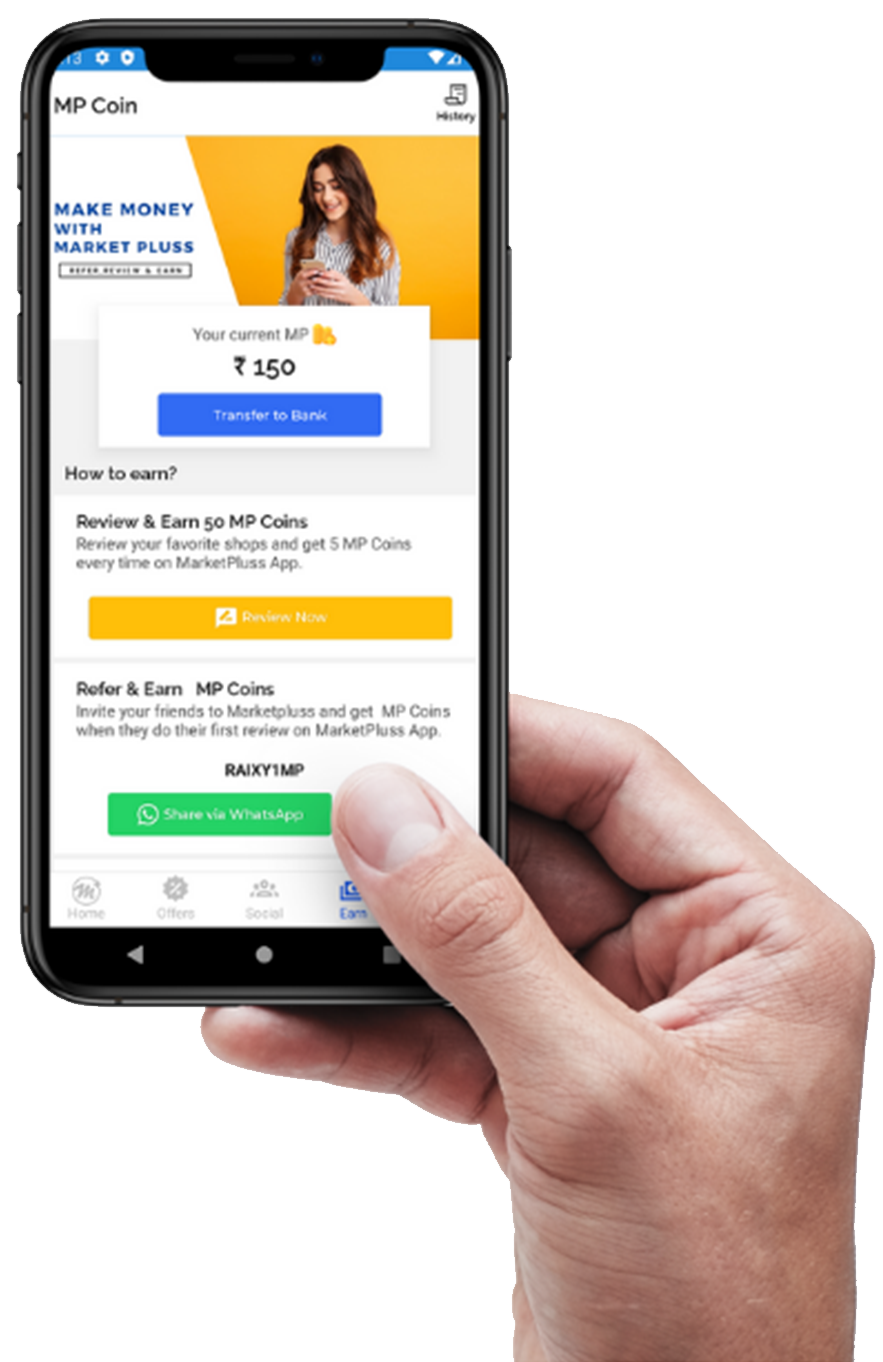 13
MP Coin
History
MAKE MONEY
WITH
MARKET PLUSS
REFER, REVIEW & EARN
Your current MP
₹ 150
Transfer to Bank
How to earn?
Review & Earn 50 MP Coins
Review your favorite shops and get 5 MP Coins
every time on MarketPluss App.
Review Now
Refer & Earn MP Coins
Invite your friends to Marketpluss and get MP Coins
when they do their first review on MarketPluss App.
RAIXY1MP
Share via WhatsApp
Home Offers Social Earn